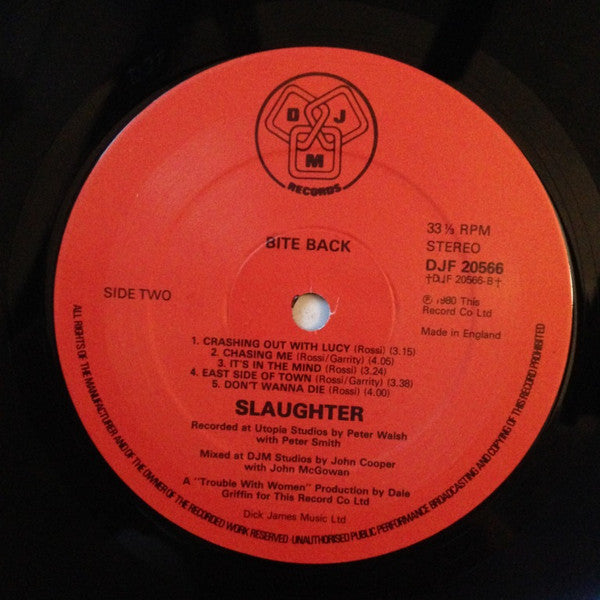 D J
M
RECORDS
BITE BACK
33⅓ RPM
STEREO
DJF 20566
†DJF 20566-B†
SIDE TWO
℗ 1980 This
Record Co Ltd
Made in England
1. CRASHING OUT WITH LUCY (Rossi) (3.15)
2. CHASING ME (Rossi/Garrity) (4.05)
3. IT'S IN THE MIND (Rossi) (3.24)
4. EAST SIDE OF TOWN (Rossi/Garrity) (3.38)
5. DON'T WANNA DIE (Rossi) (4.00)
SLAUGHTER
Recorded at Utopia Studios by Peter Walsh
with Peter Smith
Mixed at DJM Studios by John Cooper
with John McGowan
A "Trouble With Women" Production by Dale
Griffin for This Record Co Ltd
Dick James Music Ltd
ALL RIGHTS OF THE MANUFACTURER AND OF THE OWNER OF THE RECORDED WORK RESERVED·UNAUTHORISED PUBLIC PERFORMANCE BROADCASTING AND COPYING OF THIS RECORD PROHIBITED